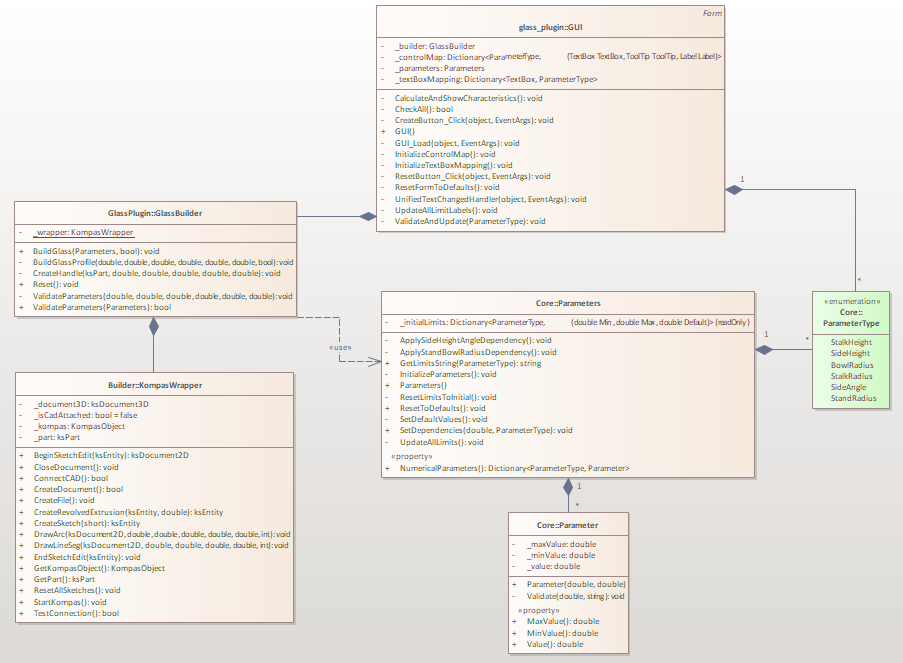 Form
glass_plugin::GUI
- _builder: GlassBuilder
- _controlMap: Dictionary<ParameterType, (TextBox TextBox, ToolTip ToolTip, Label Label)>
- _parameters: Parameters
- _textBoxMapping: Dictionary<TextBox, ParameterType>
- CalculateAndShowCharacteristics(): void
- CheckAll(): bool
- CreateButton_Click(object, EventArgs): void
+ GUI()
- GUI_Load(object, EventArgs): void
- InitializeControlMap(): void
- InitializeTextBoxMapping(): void
- ResetButton_Click(object, EventArgs): void
- ResetFormToDefaults(): void
- UnifiedTextChangedHandler(object, EventArgs): void
- UpdateAllLimitLabels(): void
- ValidateAndUpdate(ParameterType): void
1
*
GlassPlugin::GlassBuilder
- _wrapper: KompasWrapper
+ BuildGlass(Parameters, bool): void
- BuildGlassProfile(double, double, double, double, double, double, bool): void
- CreateHandle(ksPart, double, double, double, double, double): void
+ Reset(): void
- ValidateParameters(double, double, double, double, double, double): void
+ ValidateParameters(Parameters): bool
«use»
Core::Parameters
- _initialLimits: Dictionary<ParameterType, (double Min, double Max, double Default)> {readOnly}
- ApplySideHeightAngleDependency(): void
- ApplyStandBowlRadiusDependency(): void
+ GetLimitsString(ParameterType): string
- InitializeParameters(): void
+ Parameters()
- ResetLimitsToInitial(): void
+ ResetToDefaults(): void
- SetDefaultValues(): void
+ SetDependencies(double, ParameterType): void
- UpdateAllLimits(): void
«property»
+ NumericalParameters(): Dictionary<ParameterType, Parameter>
1
*
«enumeration»
Core::
ParameterType
StalkHeight
SideHeight
BowlRadius
StalkRadius
SideAngle
StandRadius
Builder::KompasWrapper
- _document3D: ksDocument3D
- _isCadAttached: bool = false
- _kompas: KompasObject
- _part: ksPart
+ BeginSketchEdit(ksEntity): ksDocument2D
+ CloseDocument(): void
+ ConnectCAD(): bool
+ CreateDocument(): bool
+ CreateFile(): void
+ CreateRevolvedExtrusion(ksEntity, double): ksEntity
+ CreateSketch(short): ksEntity
+ DrawArc(ksDocument2D, double, double, double, double, double, int): void
+ DrawLineSeg(ksDocument2D, double, double, double, double, int): void
+ EndSketchEdit(ksEntity): void
+ GetKompasObject(): KompasObject
+ GetPart(): ksPart
+ ResetAllSketches(): void
+ StartKompas(): void
+ TestConnection(): bool
1
*
Core::Parameter
- _maxValue: double
- _minValue: double
- _value: double
+ Parameter(double, double)
- Validate(double, string): void
«property»
+ MaxValue(): double
+ MinValue(): double
+ Value(): double